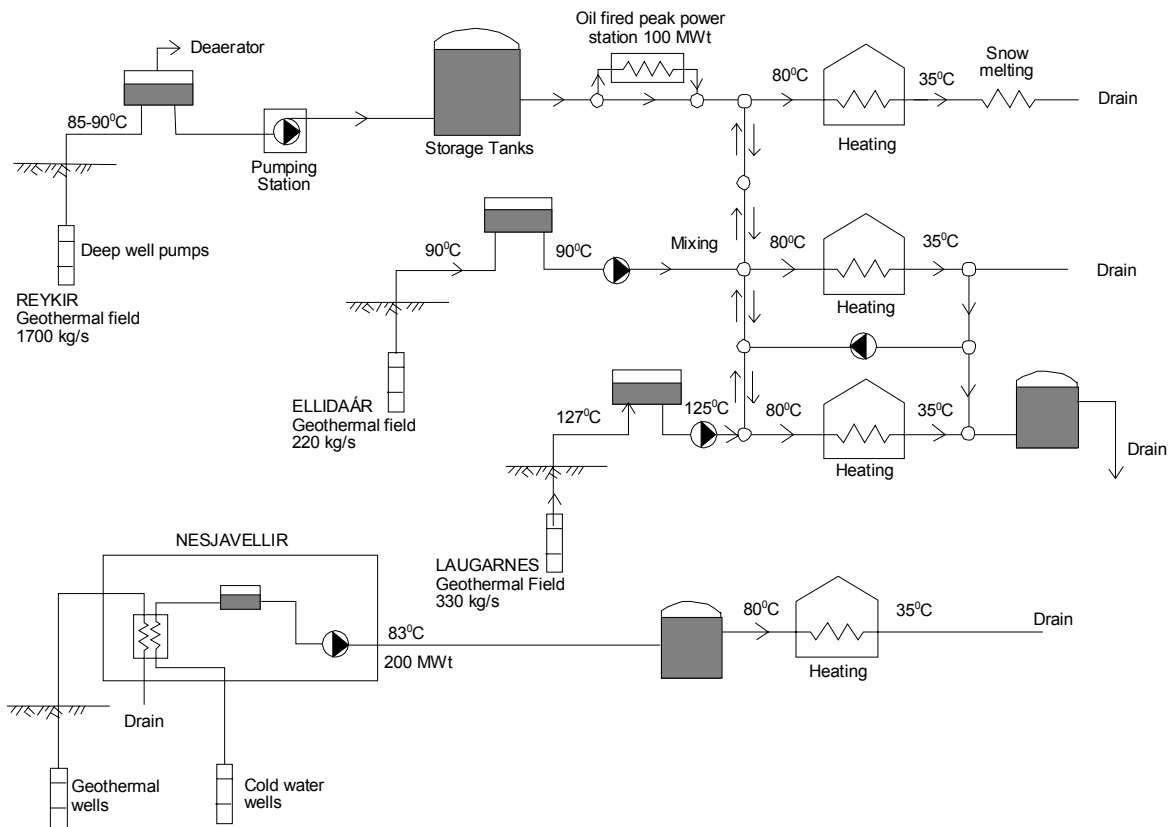 Oil fired peak power
station 100 MWt
Deaerator
85-90⁰C
Pumping
Station
Storage Tanks
80⁰C
35⁰C
Snow
melting
Drain
Heating
Deep well pumps
REYKIR
Geothermal field
1700 kg/s
90⁰C
90⁰C
Mixing
80⁰C
35⁰C
Drain
Heating
ELLIDAÁR
Geothermal field
220 kg/s
127⁰C
125⁰C
80⁰C
35⁰C
Drain
Heating
LAUGARNES
Geothermal Field
330 kg/s
NESJAVELLIR
83⁰C
200 MWt
80⁰C
35⁰C
Drain
Heating
Drain
Geothermal
wells
Cold water
wells